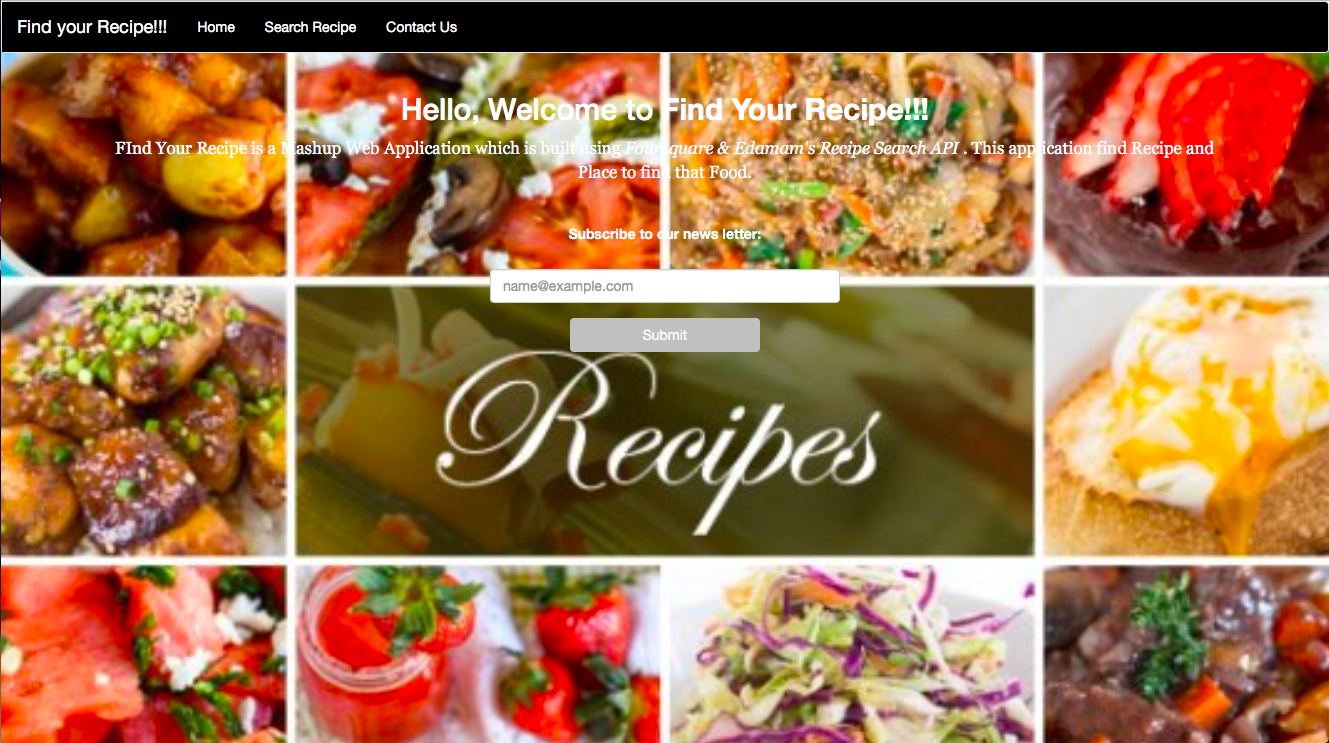 Find your Recipe!!! Home Search Recipe Contact Us
Hello, Welcome to Find Your Recipe!!!
FInd Your Recipe is a Mashup Web Application which is built using Foursquare & Edamam's Recipe Search API . This application find Recipe and
Place to find that Food.
Subscribe to our news letter:
name@example.com
Submit
Recipes